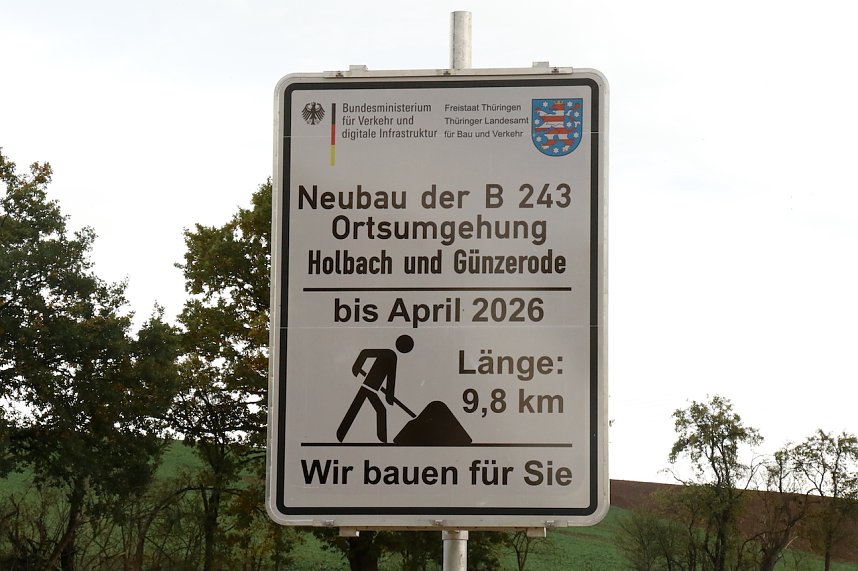 Bundesministerium
für Verkehr und
digitale Infrastruktur
Freistaat Thüringen
Thüringer Landesamt
für Bau und Verkehr
Neubau der B 243
Ortsumgehung
Holbach und Günzerode
bis April 2026
Länge:
9,8 km
Wir bauen für Sie